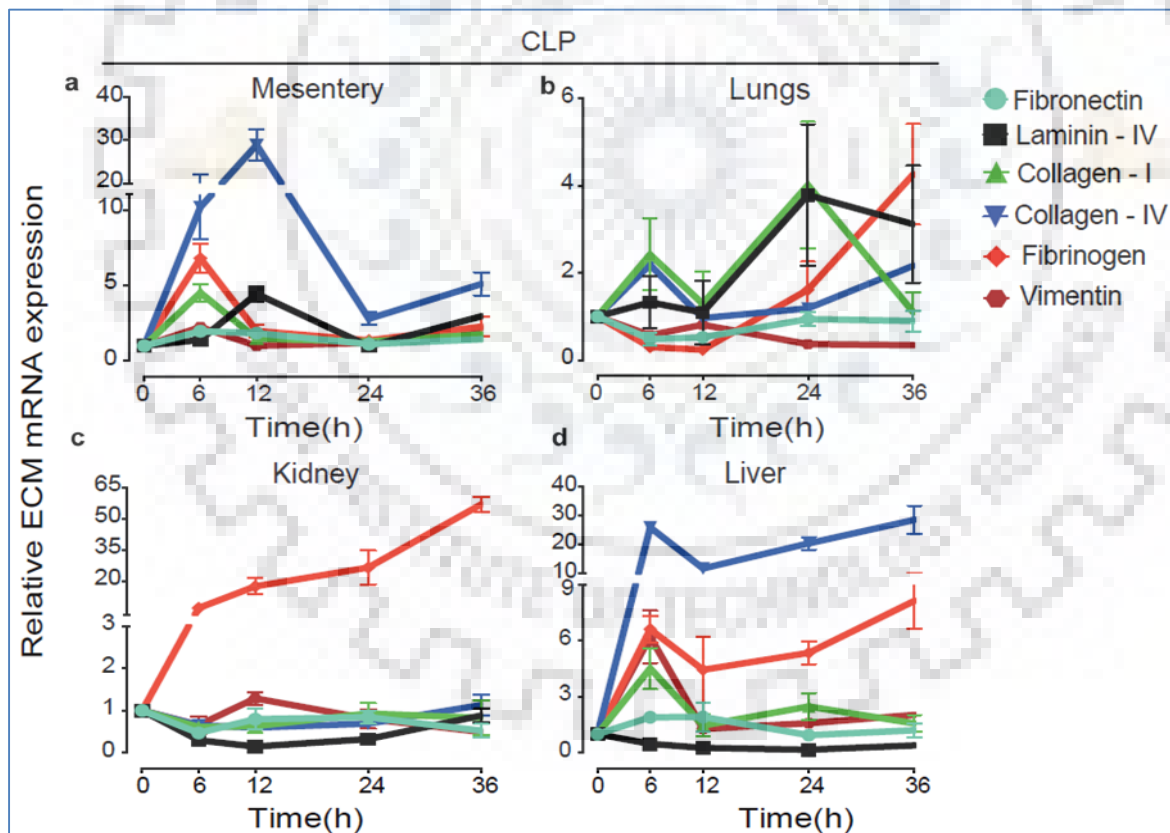 CLP
a Mesentery
40
30
20
10
5
0
0 6 12 24 36
Time(h)
b Lungs
6
4
2
0
0 6 12 24 36
Time(h)
Fibronectin
Laminin - IV
Collagen - I
Collagen - IV
Fibrinogen
Vimentin
Relative ECM mRNA expression
c Kidney
65
50
35
20
3
2
1
0
0 6 12 24 36
Time(h)
d Liver
40
30
20
10
9
6
3
0
0 6 12 24 36
Time(h)